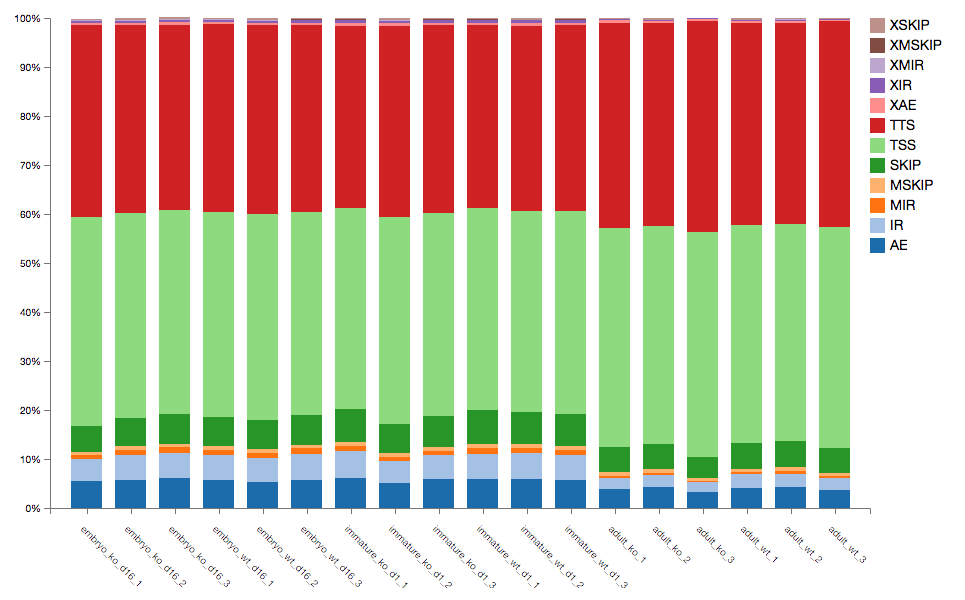 100%
90%
80%
70%
60%
50%
40%
30%
20%
10%
0%
embryo_ko_d16_1
embryo_ko_d16_2
embryo_ko_d16_3
embryo_wt_d16_1
embryo_wt_d16_2
embryo_wt_d16_3
immature_ko_d1_1
immature_ko_d1_2
immature_ko_d1_3
immature_wt_d1_1
immature_wt_d1_2
immature_wt_d1_3
adult_ko_1
adult_ko_2
adult_ko_3
adult_wt_1
adult_wt_2
adult_wt_3
XSKIP
XMSKIP
XMIR
XIR
XAE
TTS
TSS
SKIP
MSKIP
MIR
IR
AE